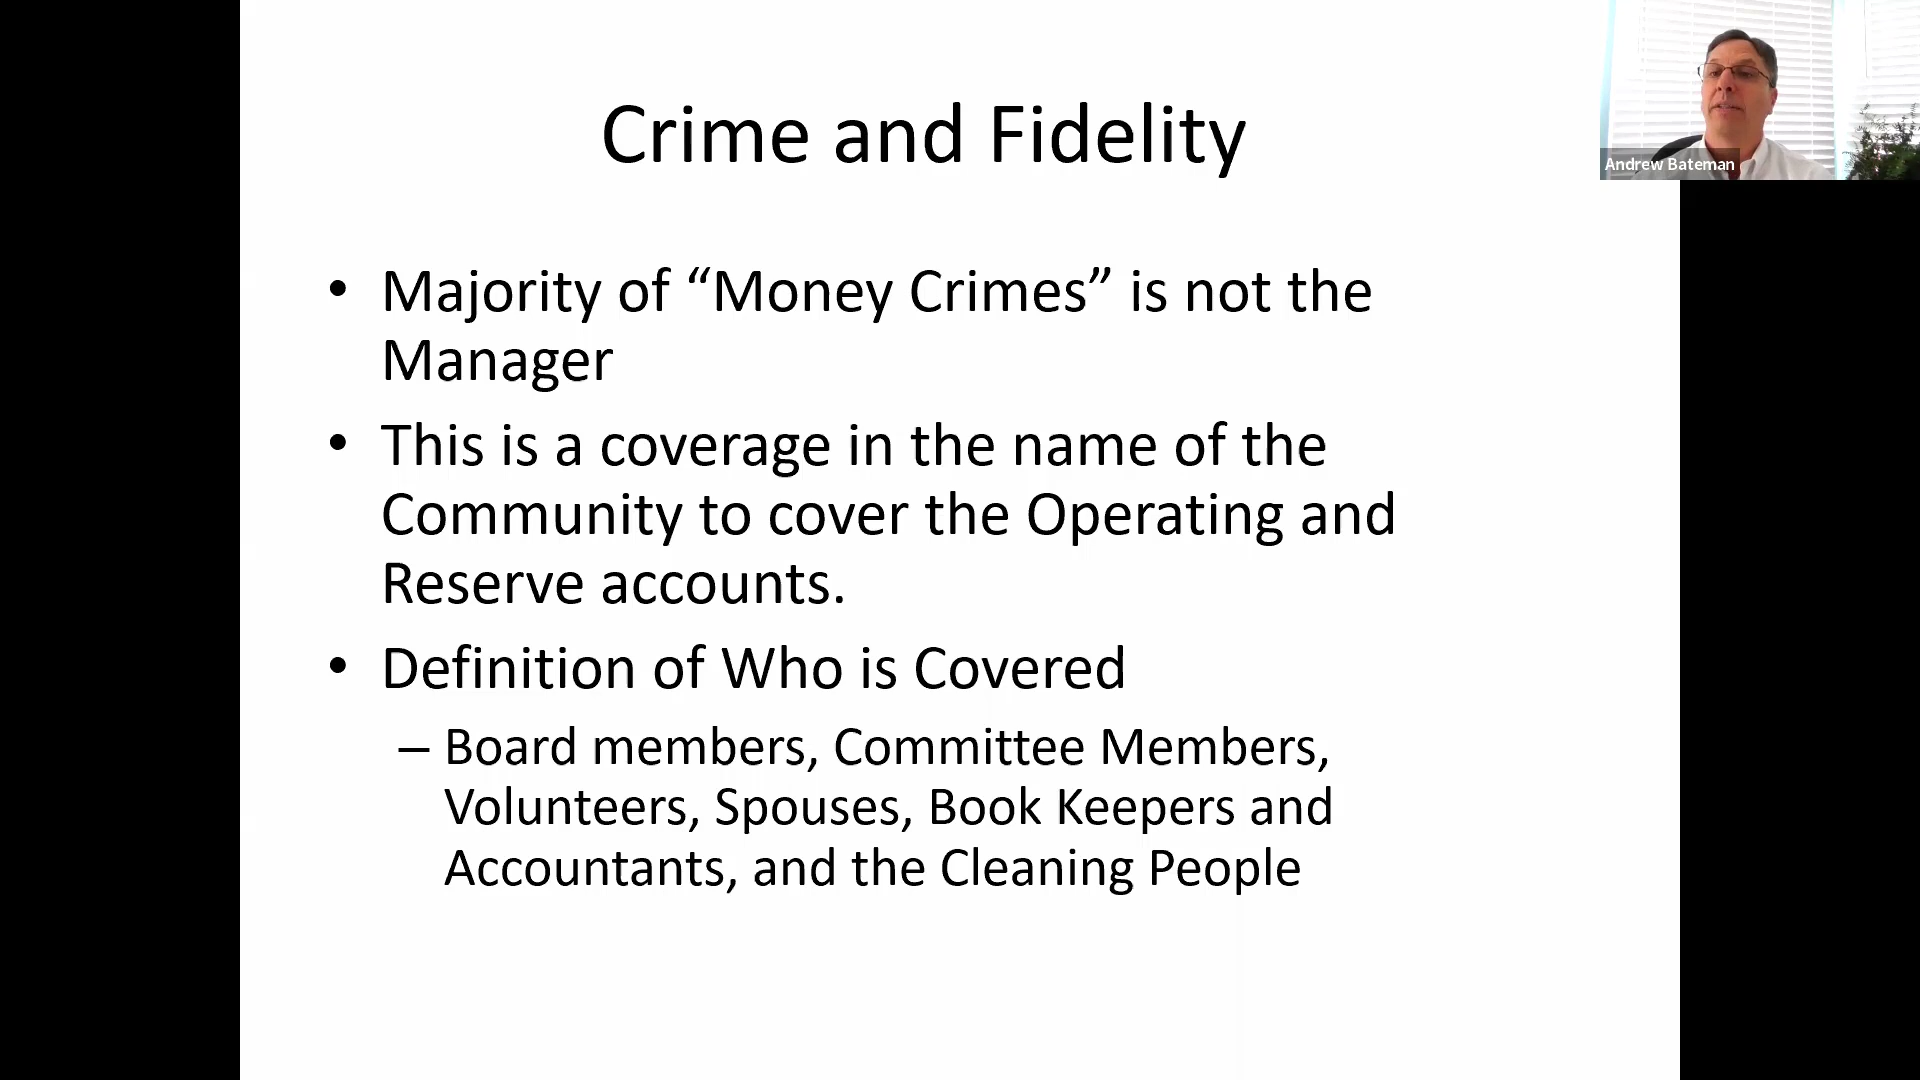 Crime and Fidelity
Andrew Bateman
• Majority of “Money Crimes” is not the
Manager
• This is a coverage in the name of the
Community to cover the Operating and
Reserve accounts.
• Definition of Who is Covered
– Board members, Committee Members,
Volunteers, Spouses, Book Keepers and
Accountants, and the Cleaning People